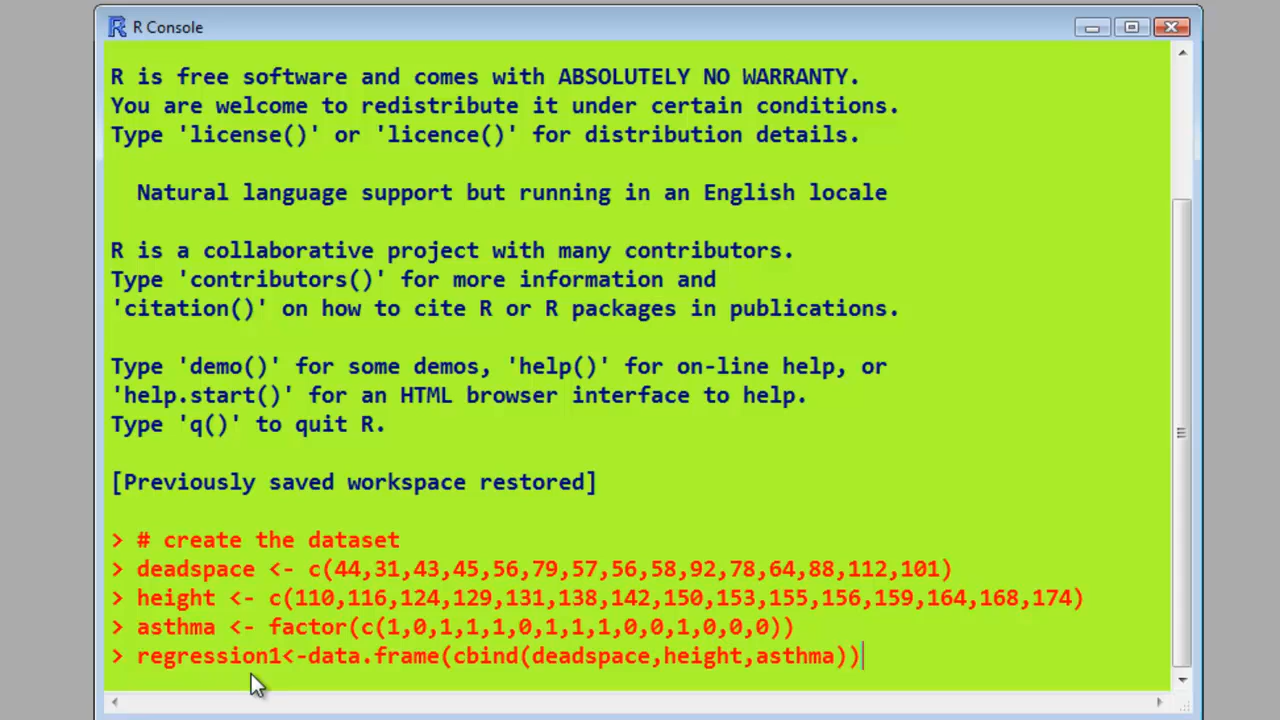 R Console
R is free software and comes with ABSOLUTELY NO WARRANTY.
You are welcome to redistribute it under certain conditions.
Type 'license()' or 'licence()' for distribution details.
Natural language support but running in an English locale
R is a collaborative project with many contributors.
Type 'contributors()' for more information and
'citation()' on how to cite R or R packages in publications.
Type 'demo()' for some demos, 'help()' for on-line help, or
'help.start()' for an HTML browser interface to help.
Type 'q()' to quit R.
[Previously saved workspace restored]
> # create the dataset
> deadspace <- c(44,31,43,45,56,79,57,56,58,92,78,64,88,112,101)
> height <- c(110,116,124,129,131,138,142,150,153,155,156,159,164,168,174)
> asthma <- factor(c(1,0,1,1,1,0,1,1,1,0,0,1,0,0,0))
> regression1<-data.frame(cbind(deadspace,height,asthma))